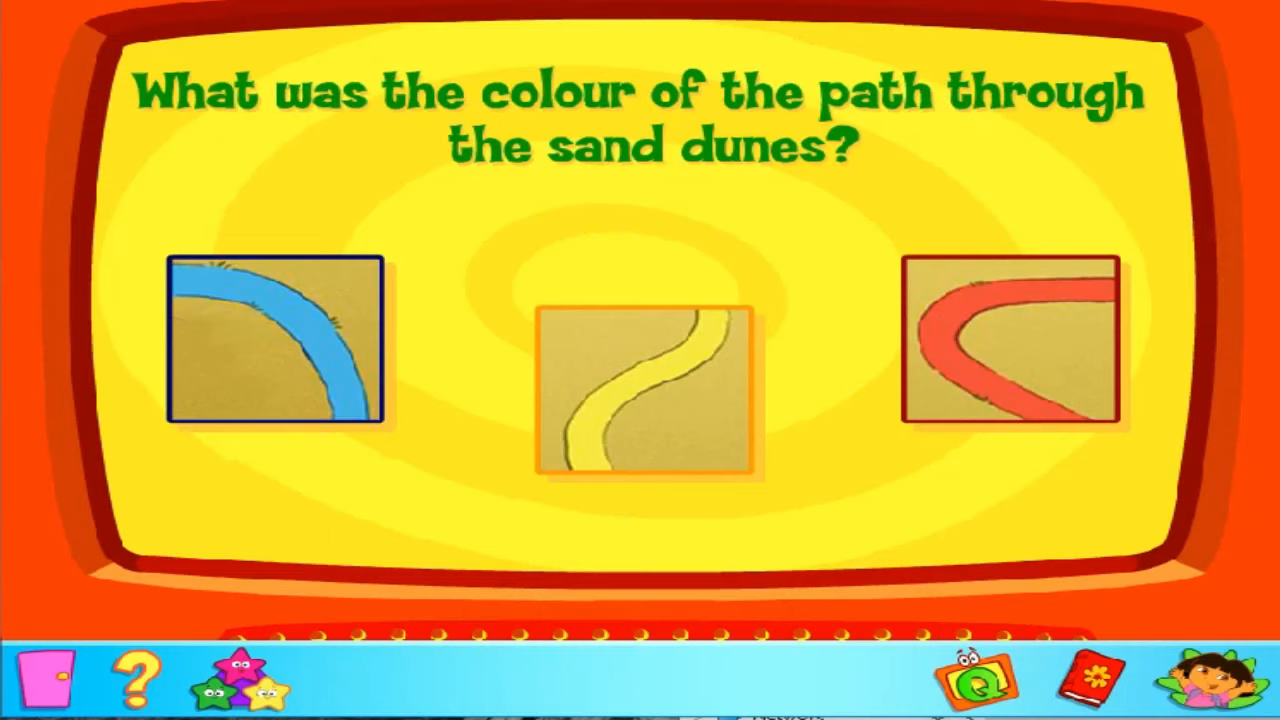 What was the colour of the path through
the sand dunes?
?
Q